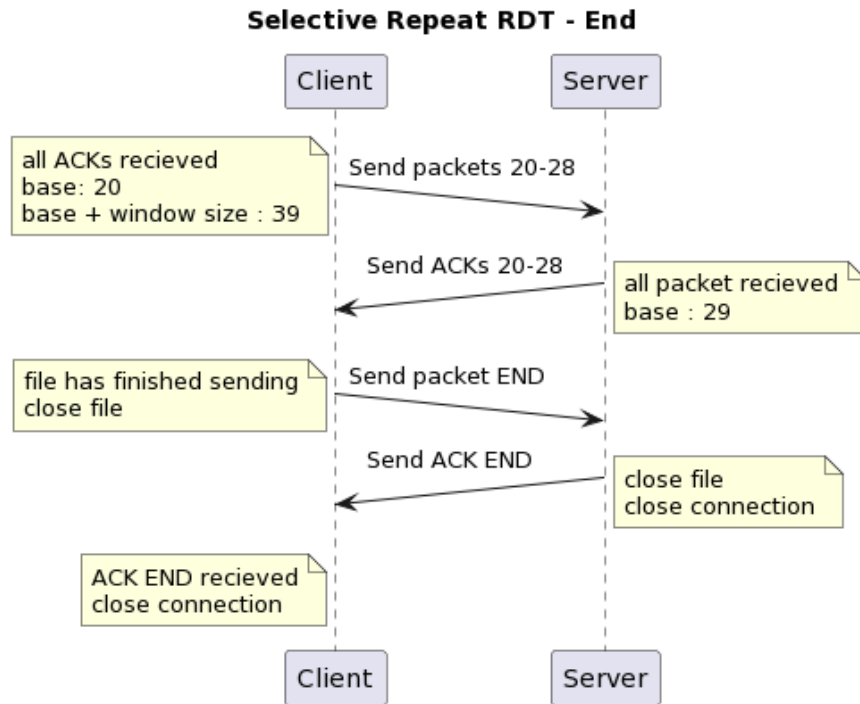 Selective Repeat RDT - End
Client
Server
all ACKs recieved
base: 20
base + window size : 39
Send packets 20-28
Send ACKs 20-28
all packet recieved
base : 29
file has finished sending
close file
Send packet END
Send ACK END
close file
close connection
ACK END recieved
close connection
Client
Server